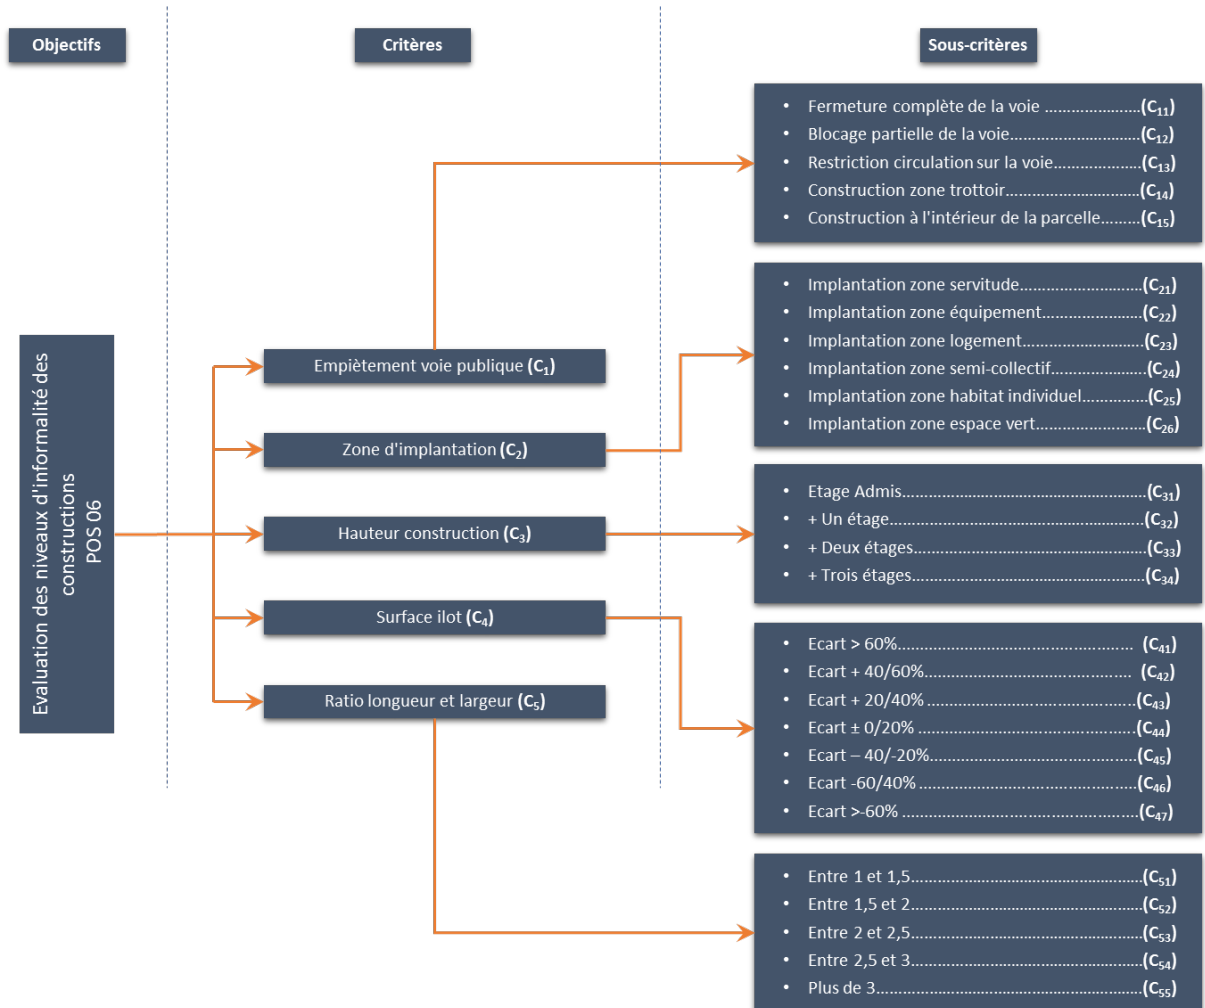 Objectifs
Critères
Sous-critères
Evaluation des niveaux d'informalité des
constructions
POS 06
Empiètement voie publique (C1)
Zone d'implantation (C2)
Hauteur construction (C3)
Surface ilot (C4)
Ratio longueur et largeur (C5)
• Fermeture complète de la voie ......................(C11)
• Blocage partielle de la voie..............................(C12)
• Restriction circulation sur la voie....................(C13)
• Construction zone trottoir...............................(C14)
• Construction à l'intérieur de la parcelle.........(C15)
• Implantation zone servitude............................(C21)
• Implantation zone équipement.......................(C22)
• Implantation zone logement............................(C23)
• Implantation zone semi-collectif......................(C24)
• Implantation zone habitat individuel...............(C25)
• Implantation zone espace vert.........................(C26)
• Etage Admis........................................................(C31)
• + Un étage...........................................................(C32)
• + Deux étages.....................................................(C33)
• + Trois étages.....................................................(C34)
• Ecart > 60%...................................................... (C41)
• Ecart + 40/60%................................................ (C42)
• Ecart + 20/40% ................................................(C43)
• Ecart ± 0/20% ..................................................(C44)
• Ecart – 40/-20%................................................(C45)
• Ecart -60/40% ..................................................(C46)
• Ecart >-60% ......................................................(C47)
• Entre 1 et 1,5.....................................................(C51)
• Entre 1,5 et 2.....................................................(C52)
• Entre 2 et 2,5.....................................................(C53)
• Entre 2,5 et 3.....................................................(C54)
• Plus de 3.............................................................(C55)